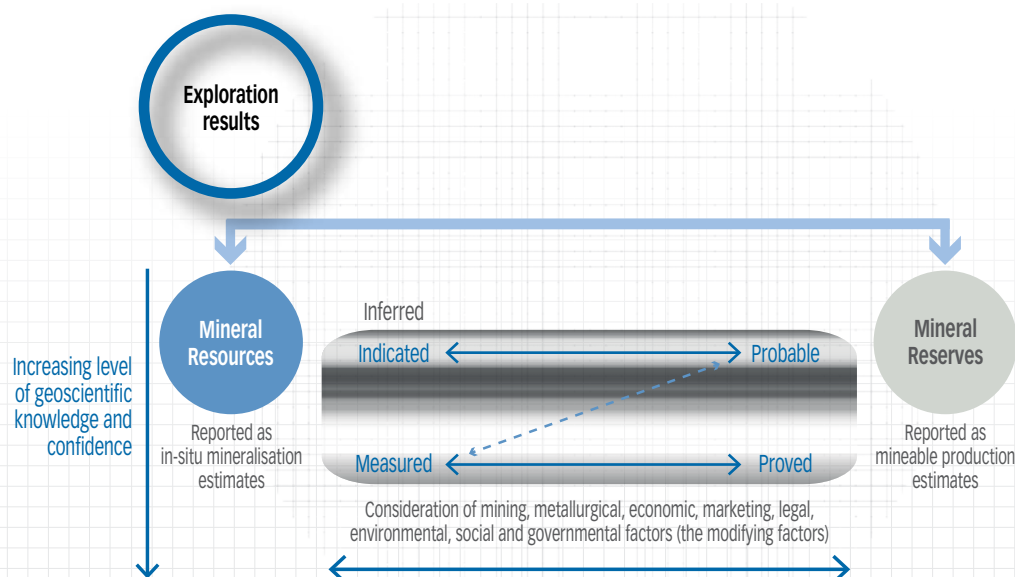 Exploration
results
Mineral
Resources
Reported as
in-situ mineralisation
estimates
Increasing level
of geoscientific
knowledge and
confidence
Inferred
Indicated
Probable
Measured
Proved
Consideration of mining, metallurgical, economic, marketing, legal,
environmental, social and governmental factors (the modifying factors)
Mineral
Reserves
Reported as
mineable production
estimates